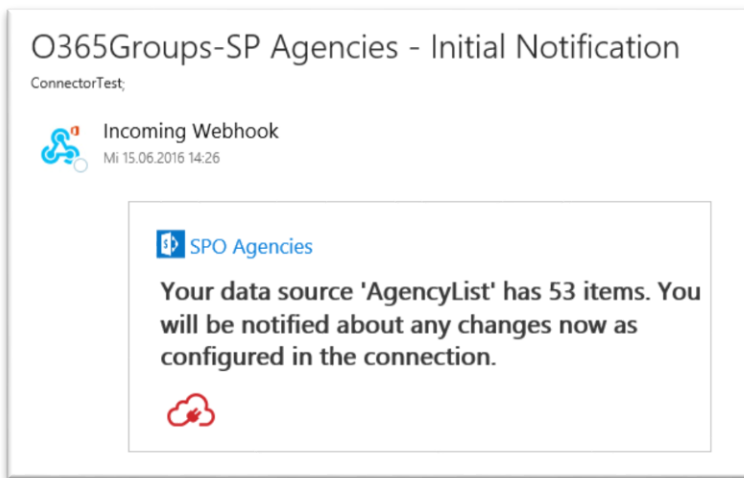 O365Groups-SP Agencies - Initial Notification
ConnectorTest;
Incoming Webhook
Mi 15.06.2016 14:26
SPO Agencies
Your data source 'AgencyList' has 53 items. You
will be notified about any changes now as
configured in the connection.